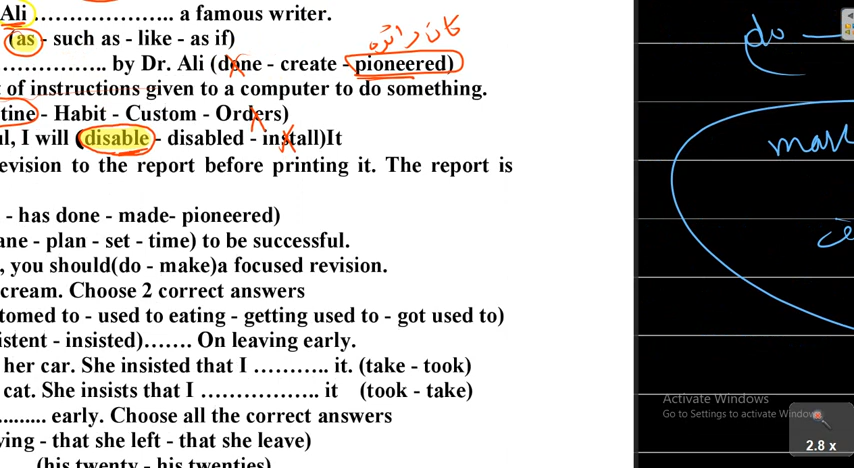 Ali ………………… a famous writer.
(as - such as - like - as if)
كان رائده
…………….. by Dr. Ali (done - create - pioneered)
of instructions given to a computer to do something.
tine - Habit - Custom - Orders)
ul, I will (disable - disabled - install)It
evision to the report before printing it. The report is
- has done - made- pioneered)
ane - plan - set - time) to be successful.
, you should(do - make)a focused revision.
cream. Choose 2 correct answers
tomed to - used to eating - getting used to - got used to)
istent - insisted)……. On leaving early.
her car. She insisted that I ……….. it. (take - took)
cat. She insists that I ……………. it (took - take)
......... early. Choose all the correct answers
ving - that she left - that she leave)
(his twenty - his twenties)
do
Activate Windows
Go to Settings to activate Windows
2.8 x